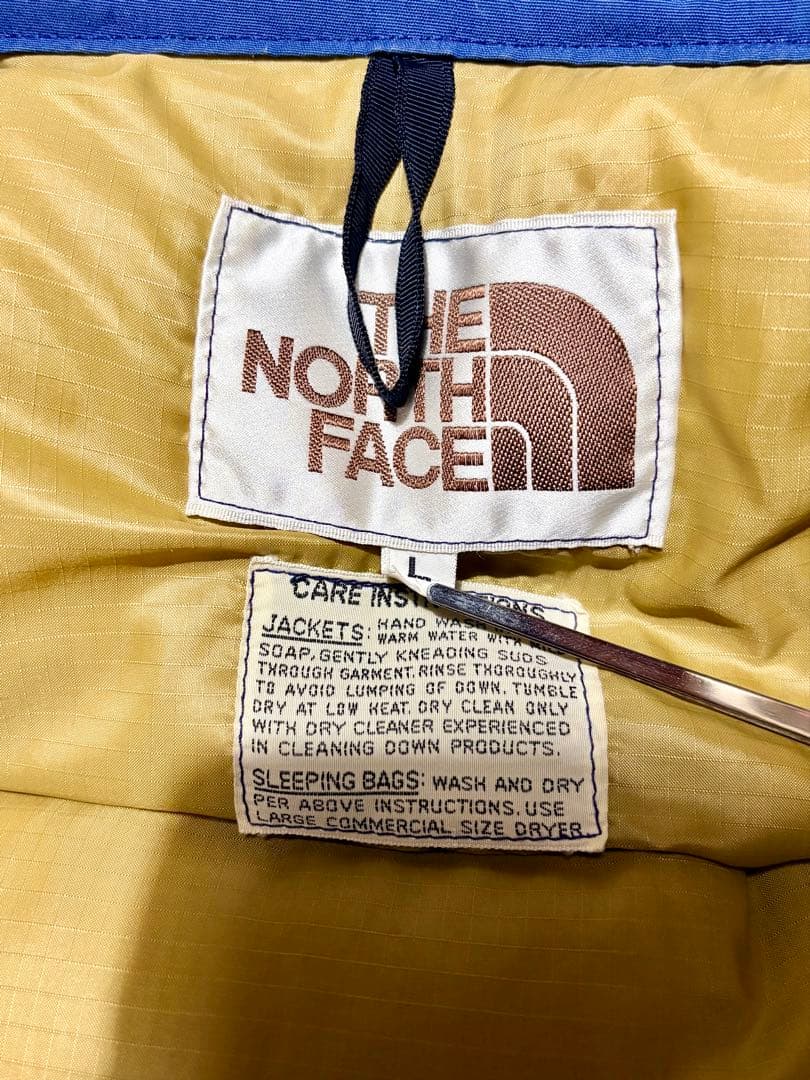 THE
NORTH
FACE
L
CARE
JACKETS: HAND WASH
WARM WATER WITH
SOAP, GENTLY KNEADING SUDS
THROUGH GARMENT. RINSE THOROUGHLY
TO AVOID LUMPING OF DOWN. TUMBLE
DRY AT LOW HEAT. DRY CLEAN ONLY
WITH DRY CLEANER EXPERIENCED
IN CLEANING DOWN PRODUCTS.
SLEEPING BAGS: WASH AND DRY
PER ABOVE INSTRUCTIONS. USE
LARGE COMMERCIAL SIZE DRYER